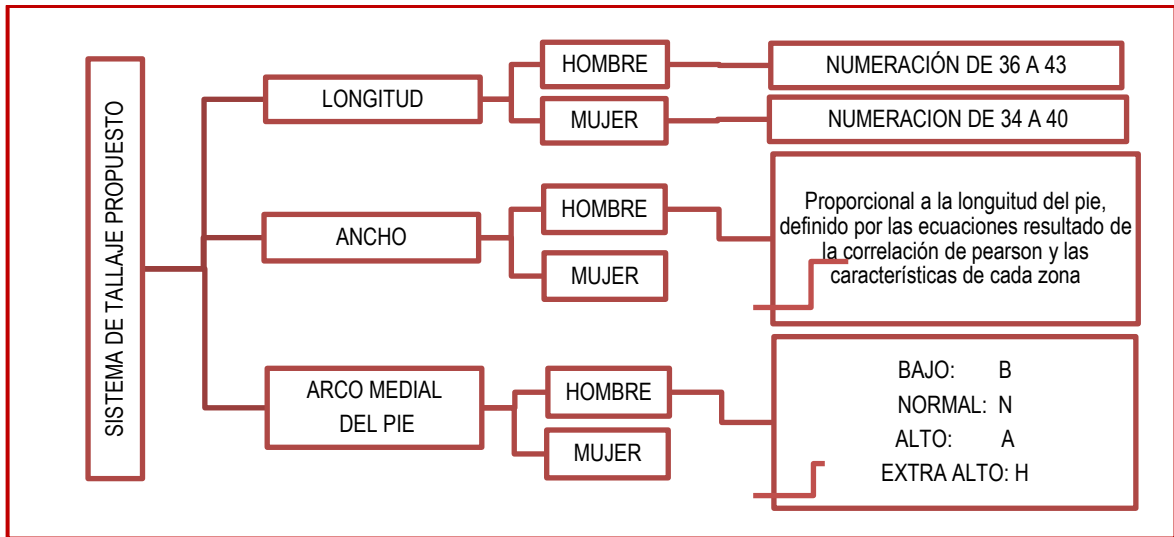 SISTEMA DE TALLAJE PROPUESTO
LONGITUD
HOMBRE
NUMERACIÓN DE 36 A 43
MUJER
NUMERACION DE 34 A 40
ANCHO
HOMBRE
MUJER
Proporcional a la longuitud del pie,
definido por las ecuaciones resultado de
la correlación de pearson y las
características de cada zona
ARCO MEDIAL
DEL PIE
HOMBRE
MUJER
BAJO: B
NORMAL: N
ALTO: A
EXTRA ALTO: H